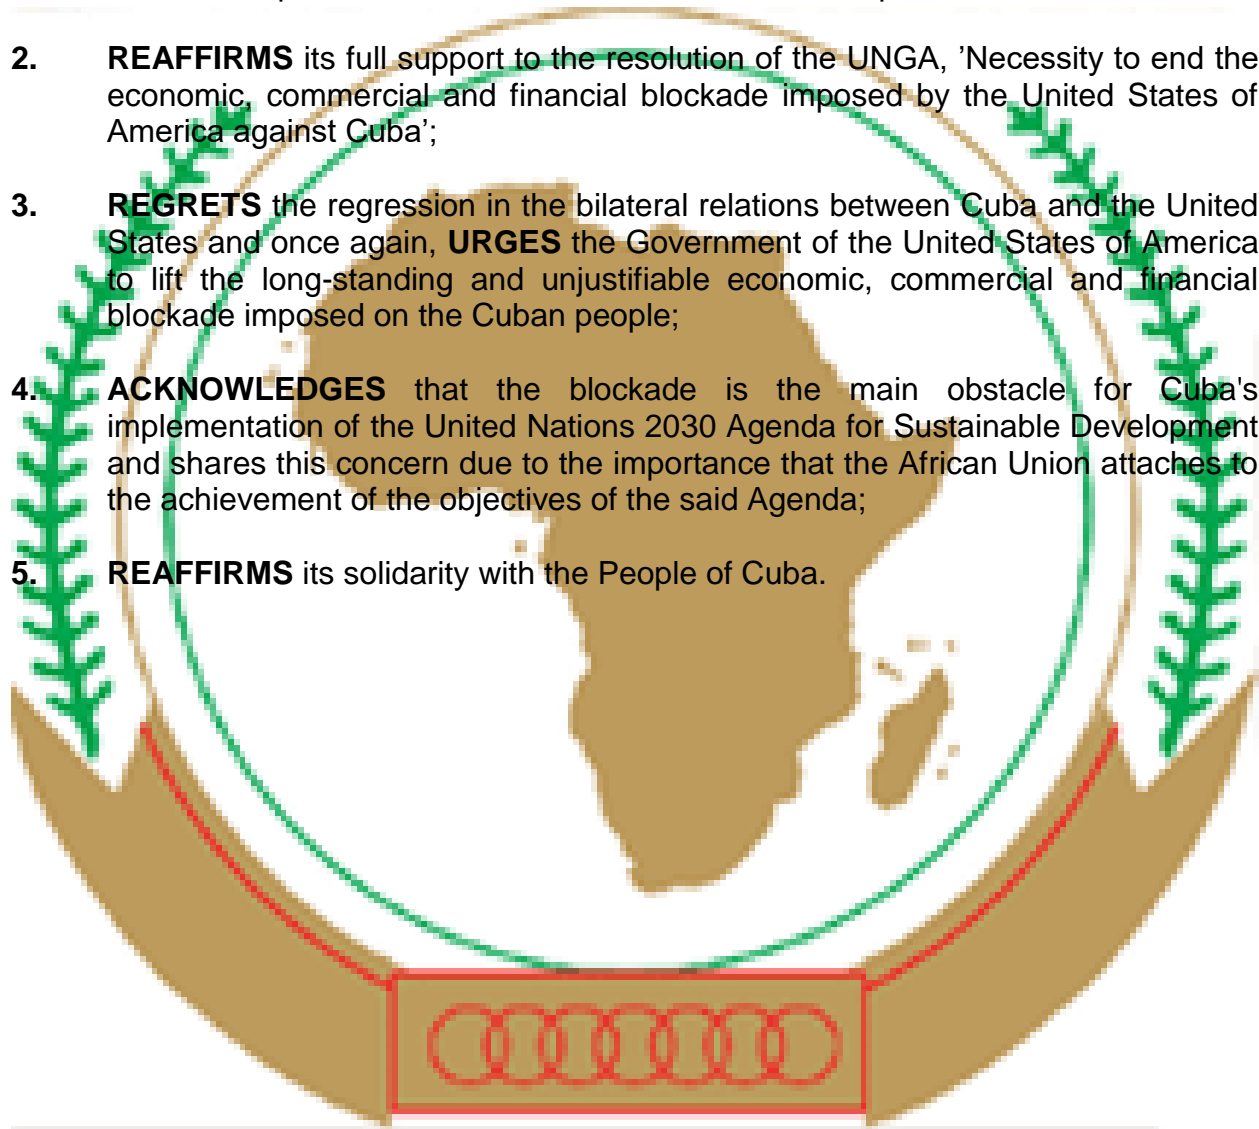 2. REAFFIRMS its full support to the resolution of the UNGA, ’Necessity to end the
economic, commercial and financial blockade imposed by the United States of
America against Cuba’;
3. REGRETS the regression in the bilateral relations between Cuba and the United
States and once again, URGES the Government of the United States of America
to lift the long-standing and unjustifiable economic, commercial and financial
blockade imposed on the Cuban people;
4. ACKNOWLEDGES that the blockade is the main obstacle for Cuba's
implementation of the United Nations 2030 Agenda for Sustainable Development
and shares this concern due to the importance that the African Union attaches to
the achievement of the objectives of the said Agenda;
5. REAFFIRMS its solidarity with the People of Cuba.